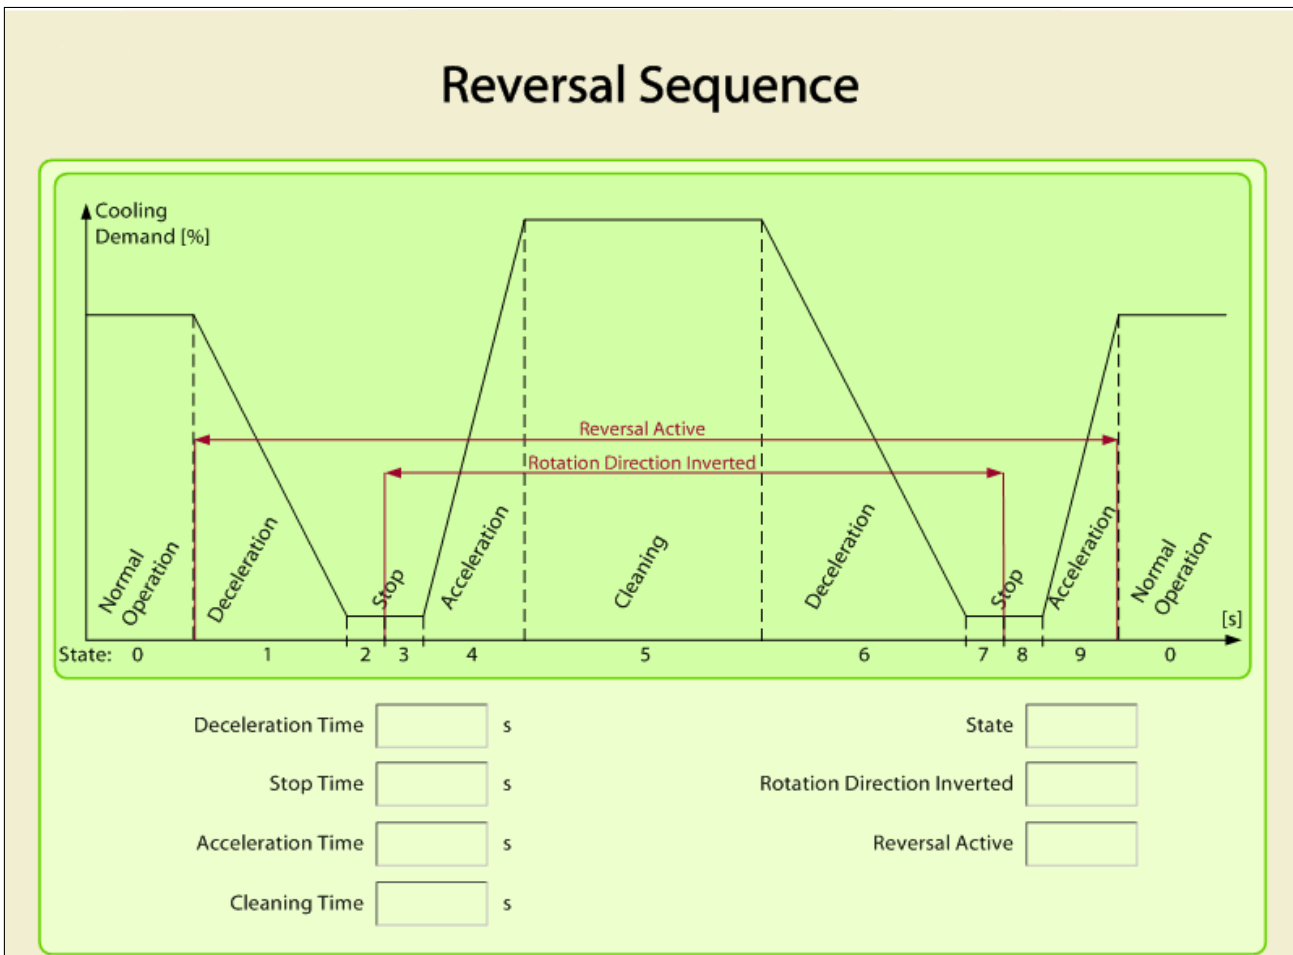 Reversal Sequence
Cooling
Demand [%]
Reversal Active
Rotation Direction Inverted
Normal
Operation
Deceleration
Stop
Acceleration
Cleaning
Deceleration
Stop
Acceleration
Normal
Operation
[s]
State: 0 1 2 3 4 5 6 7 8 9 0
Deceleration Time s
State
Stop Time s
Rotation Direction Inverted
Acceleration Time s
Reversal Active
Cleaning Time s